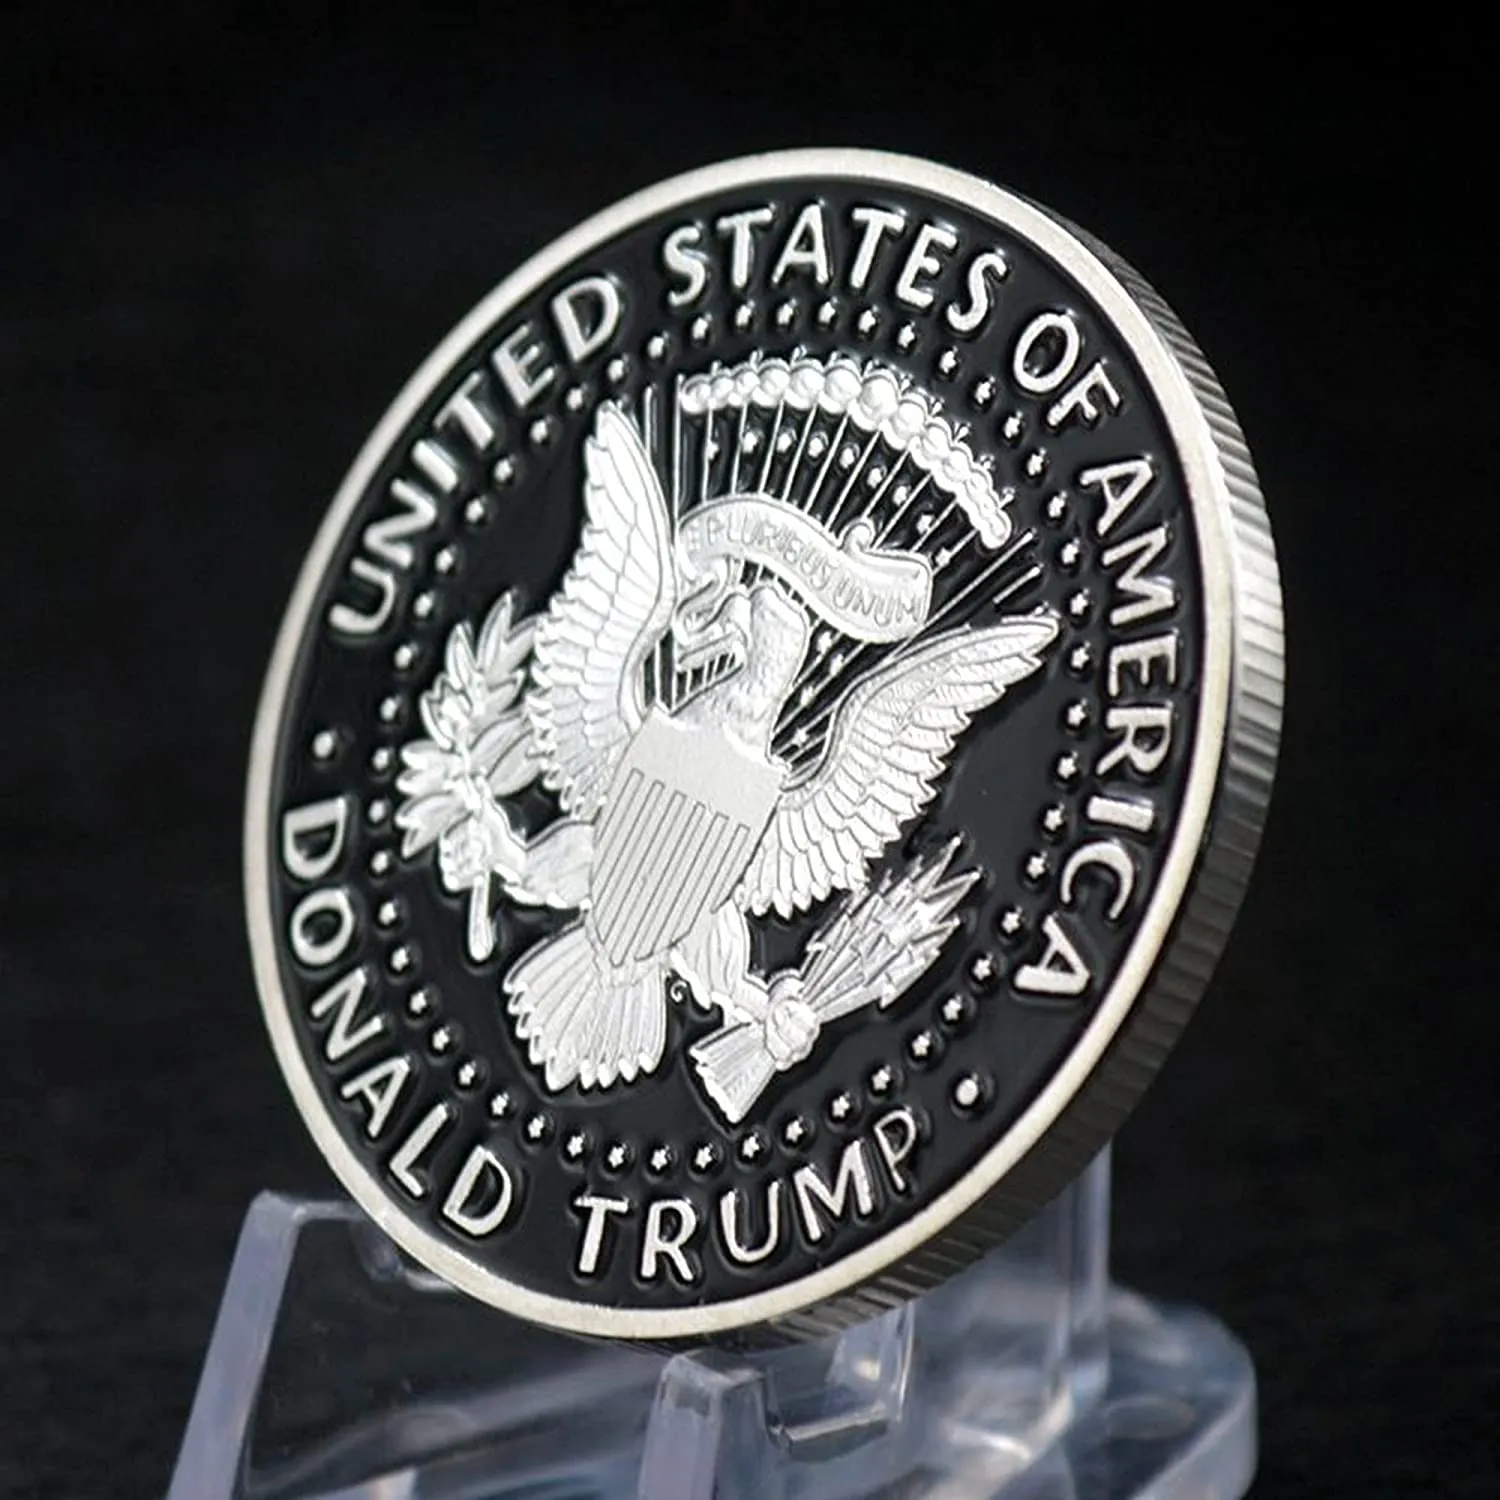 UNITED STATES OF AMERICA
E PLURIBUS UNUM
DONALD TRUMP